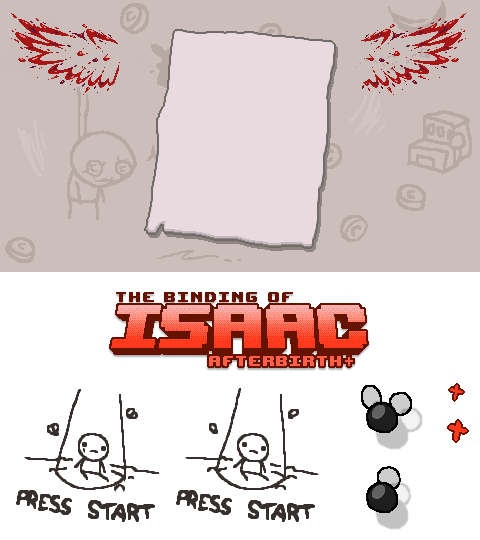 THE BINDING OF
ISAAC
AFTERBIRTH+
PRESS START
PRESS START